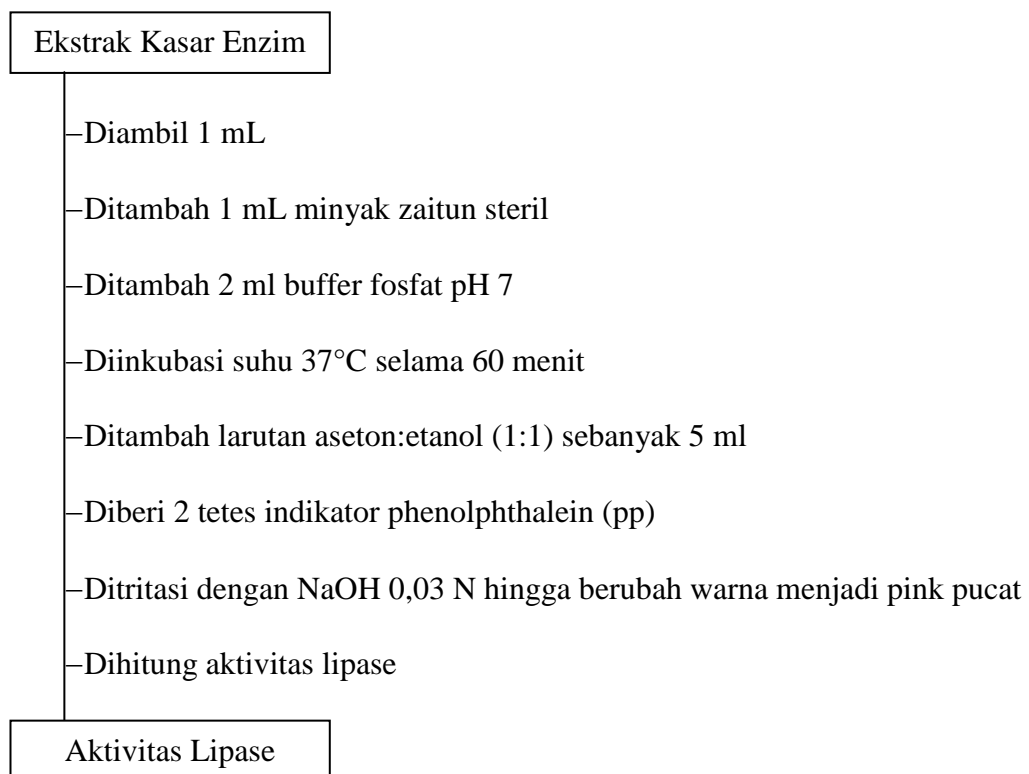 Ekstrak Kasar Enzim
–Diambil 1 mL
–Ditambah 1 mL minyak zaitun steril
–Ditambah 2 ml buffer fosfat pH 7
–Diinkubasi suhu 37°C selama 60 menit
–Ditambah larutan aseton:etanol (1:1) sebanyak 5 ml
–Diberi 2 tetes indikator phenolphthalein (pp)
–Ditritasi dengan NaOH 0,03 N hingga berubah warna menjadi pink pucat
–Dihitung aktivitas lipase
Aktivitas Lipase